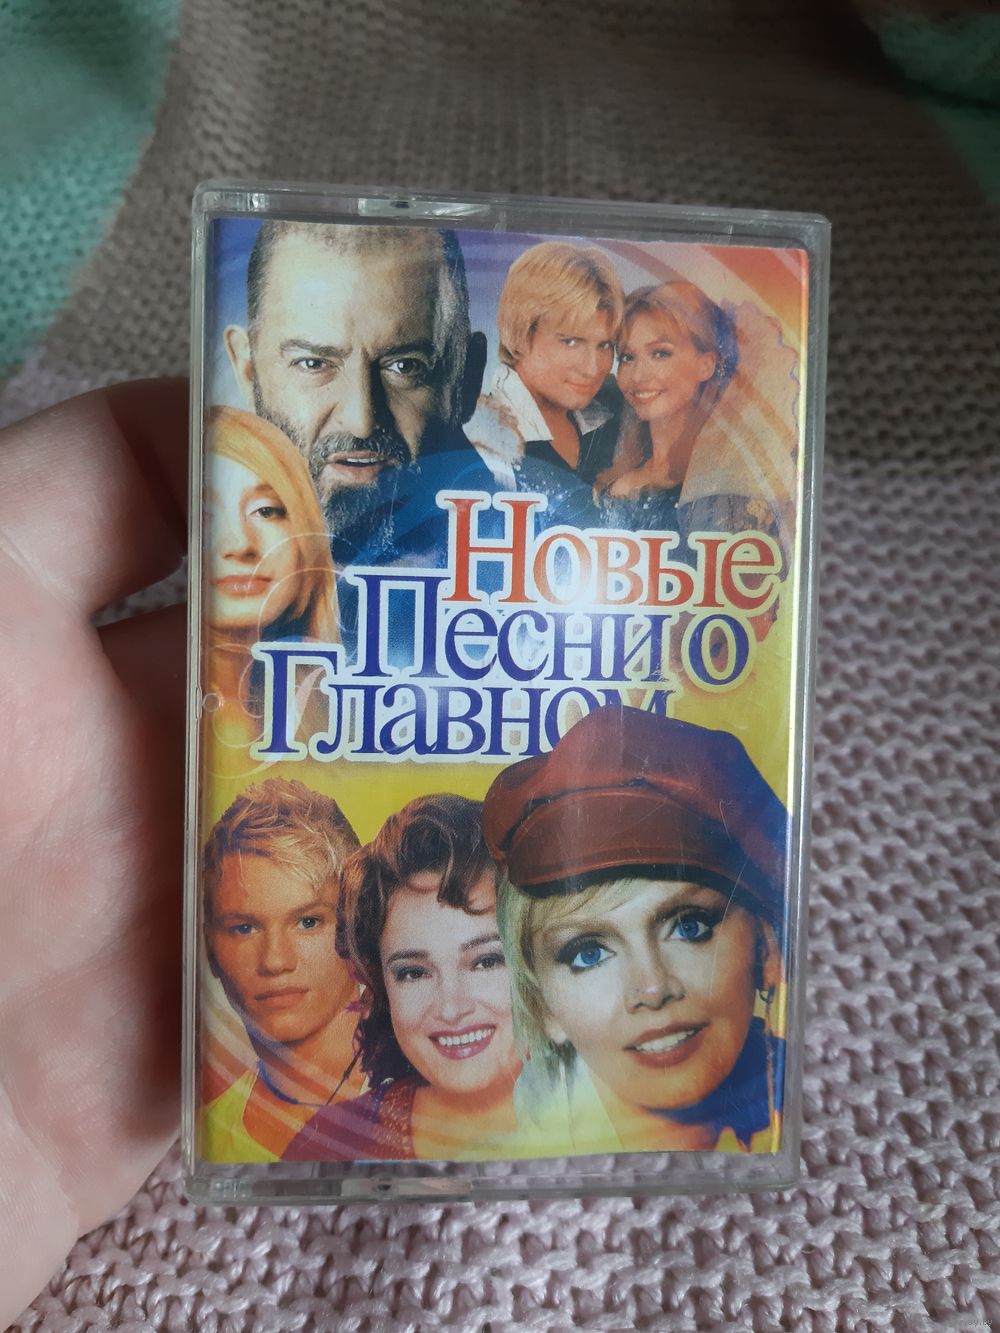 Новые
Песни о
Главном